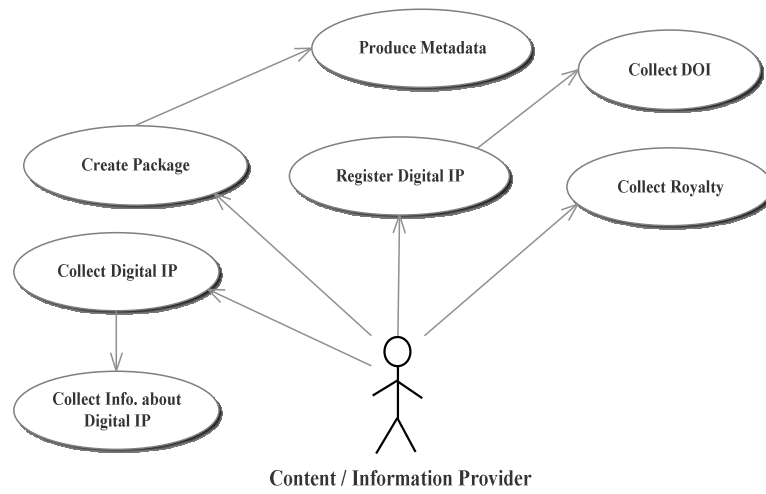 Produce Metadata
Collect DOI
Create Package
Register Digital IP
Collect Royalty
Collect Digital IP
Collect Info. about
Digital IP
Content / Information Provider